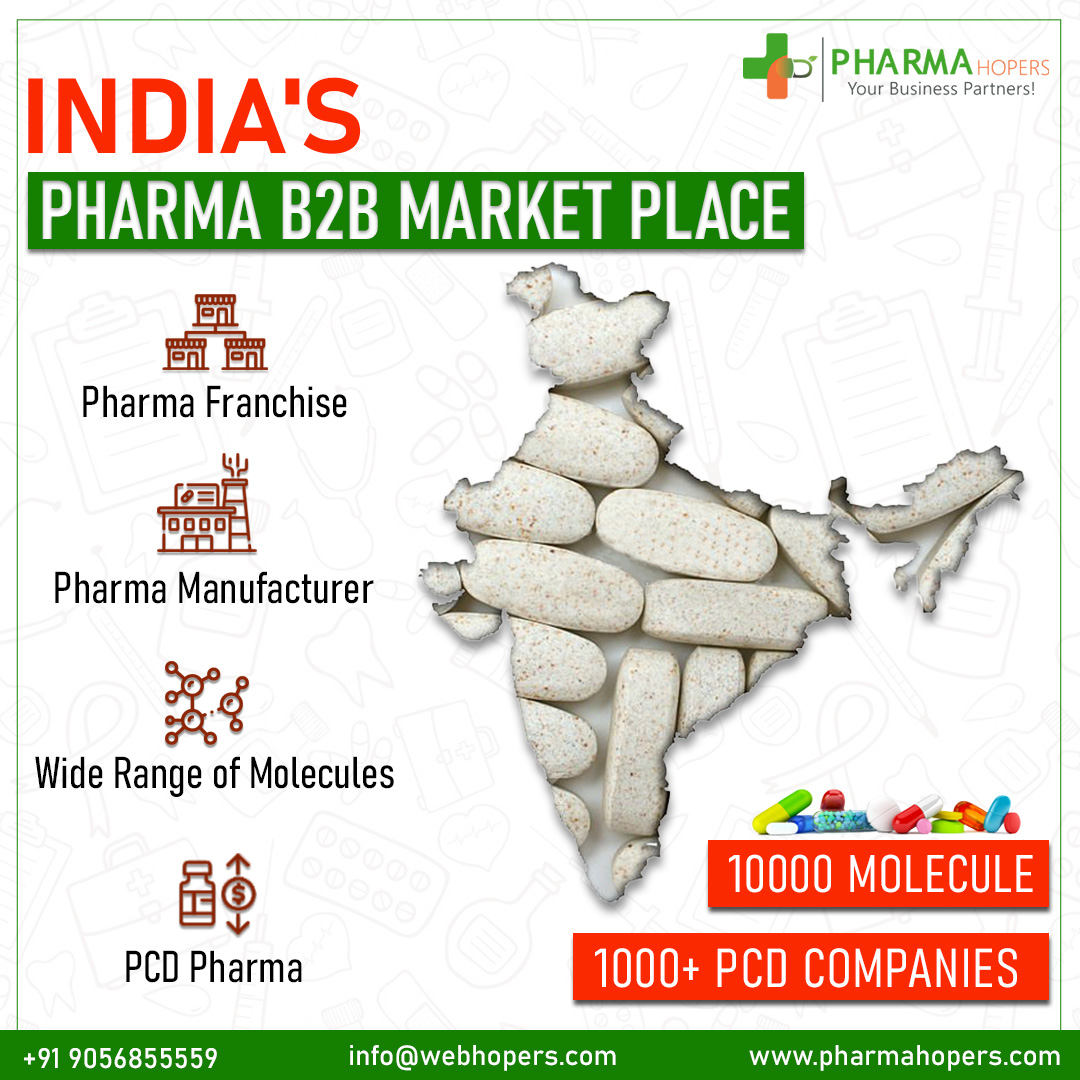 PHARMA HOPERS
Your Business Partners!
INDIA'S
PHARMA B2B MARKET PLACE
Pharma Franchise
Pharma Manufacturer
Wide Range of Molecules
PCD Pharma
10000 MOLECULE
1000+ PCD COMPANIES
+91 9056855559 info@webhopers.com www.pharmahopers.com